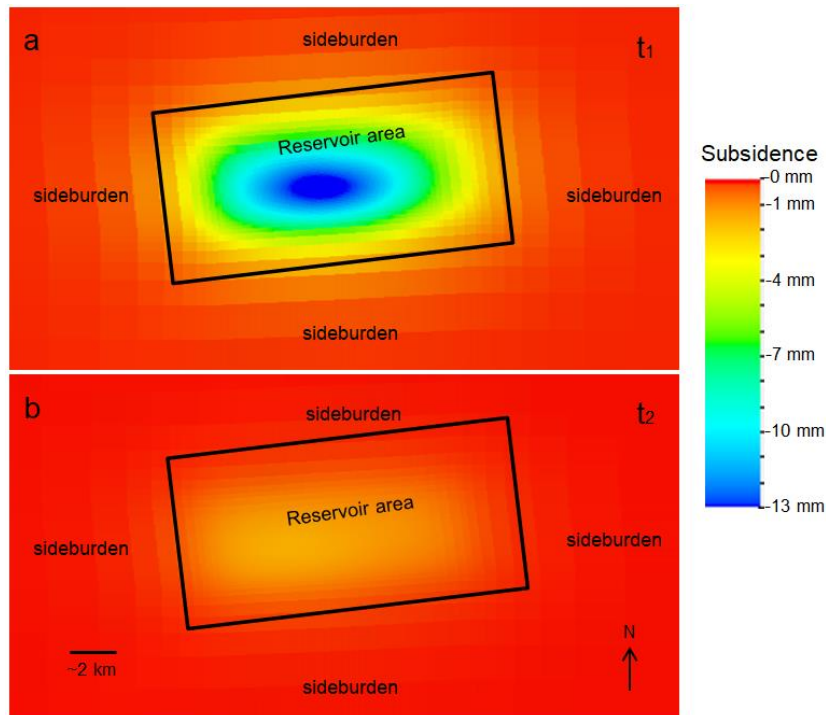 a
sideburden
t₁
Reservoir area
sideburden
sideburden
sideburden
Subsidence
-0 mm
-1 mm
-4 mm
-7 mm
-10 mm
-13 mm
b
sideburden
t₂
Reservoir area
sideburden
sideburden
~2 km
sideburden
N